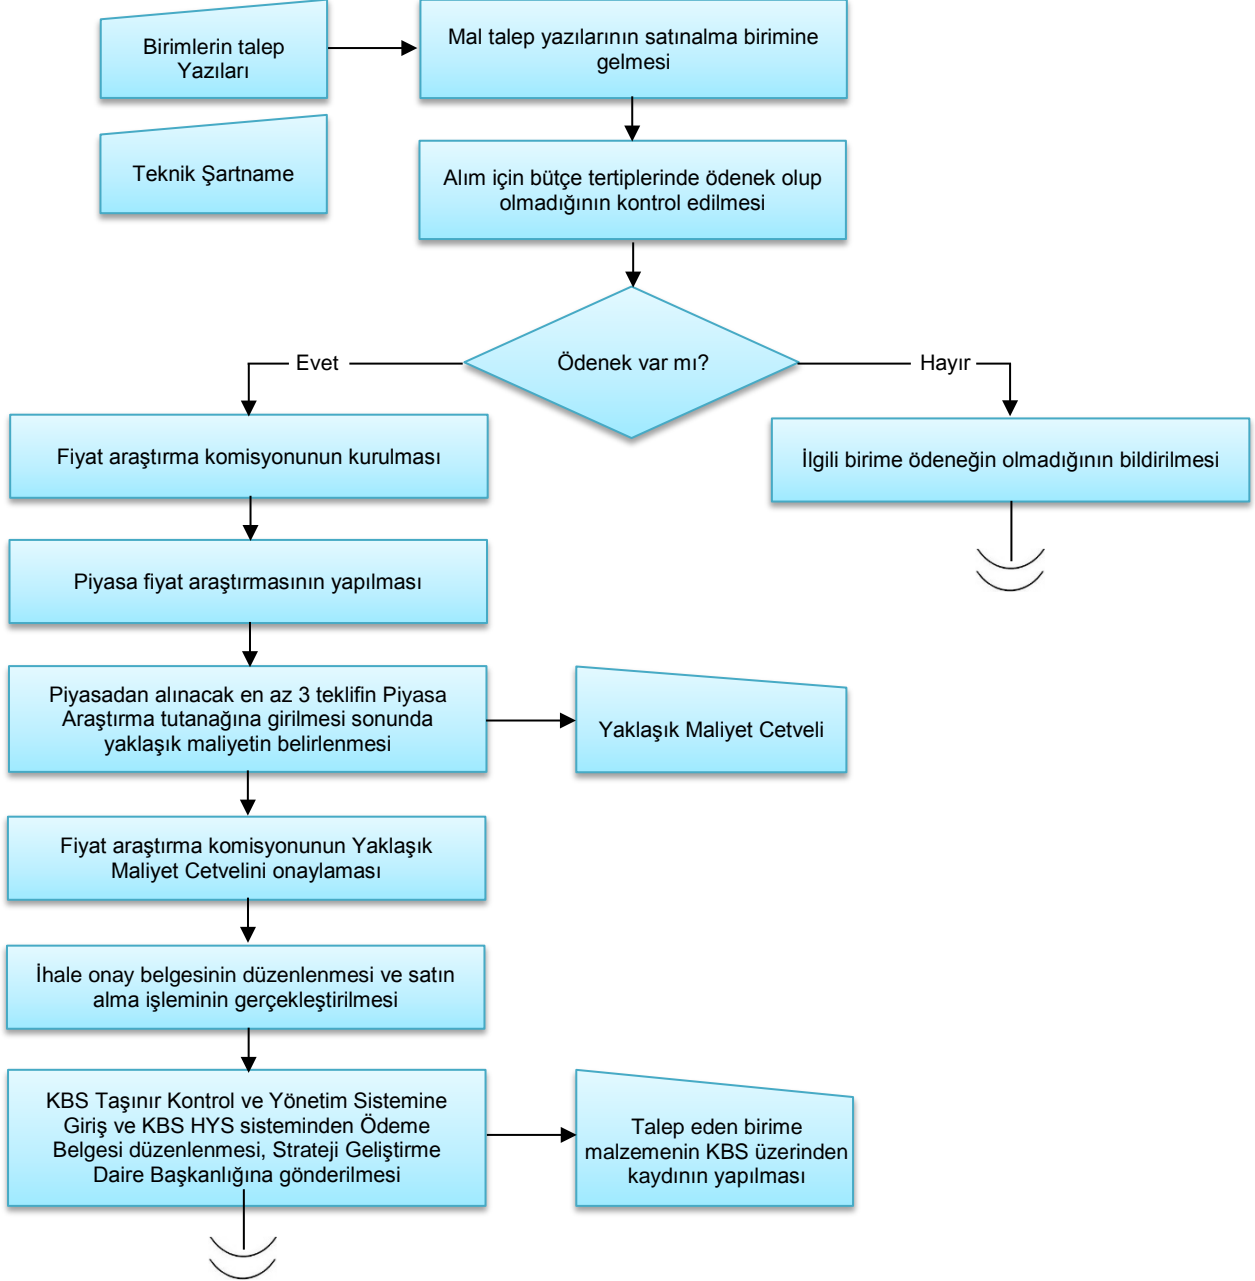 Birimlerin talep
Yazıları
Mal talep yazılarının satınalma birimine
gelmesi
Teknik Şartname
Alım için bütçe tertiplerinde ödenek olup
olmadığının kontrol edilmesi
Ödenek var mı?
Evet
Hayır
Fiyat araştırma komisyonunun kurulması
İlgili birime ödeneğin olmadığının bildirilmesi
Piyasa fiyat araştırmasının yapılması
Piyasadan alınacak en az 3 teklifin Piyasa
Araştırma tutanağına girilmesi sonunda
yaklaşık maliyetin belirlenmesi
Yaklaşık Maliyet Cetveli
Fiyat araştırma komisyonunun Yaklaşık
Maliyet Cetvelini onaylaması
İhale onay belgesinin düzenlenmesi ve satın
alma işleminin gerçekleştirilmesi
KBS Taşınır Kontrol ve Yönetim Sistemine
Giriş ve KBS HYS sisteminden Ödeme
Belgesi düzenlenmesi, Strateji Geliştirme
Daire Başkanlığına gönderilmesi
Talep eden birime
malzemenin KBS üzerinden
kaydının yapılması